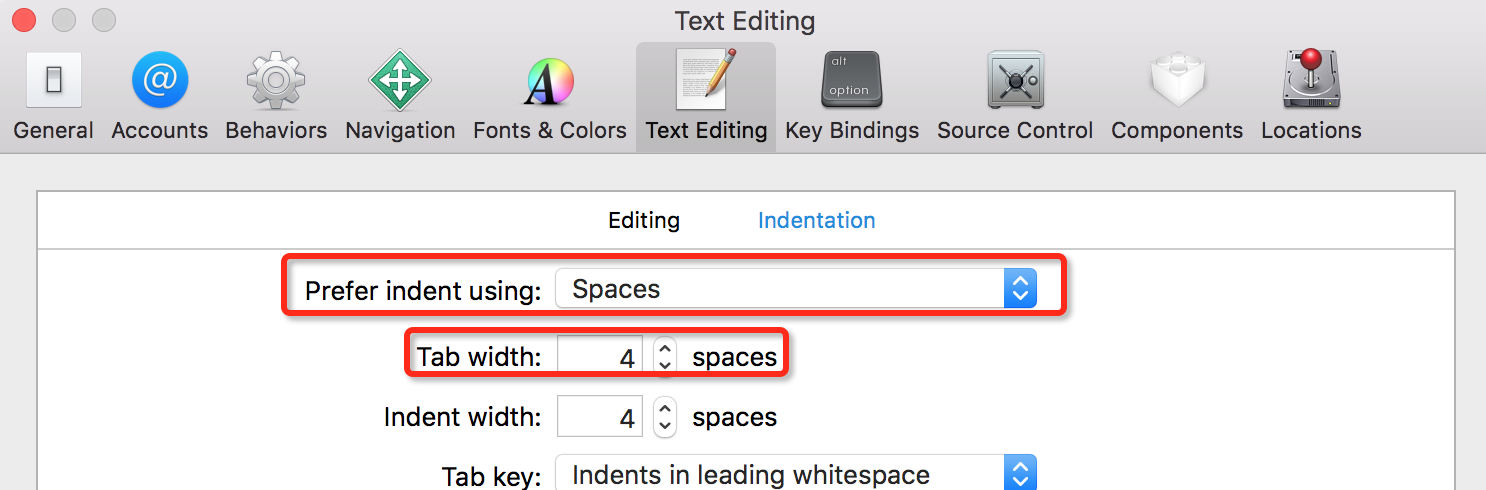 Text Editing
alt
option
General Accounts Behaviors Navigation Fonts & Colors Text Editing Key Bindings Source Control Components Locations
Editing Indentation
Prefer indent using: Spaces
Tab width: 4 spaces
Indent width: 4 spaces
Tab key: Indents in leading whitespace